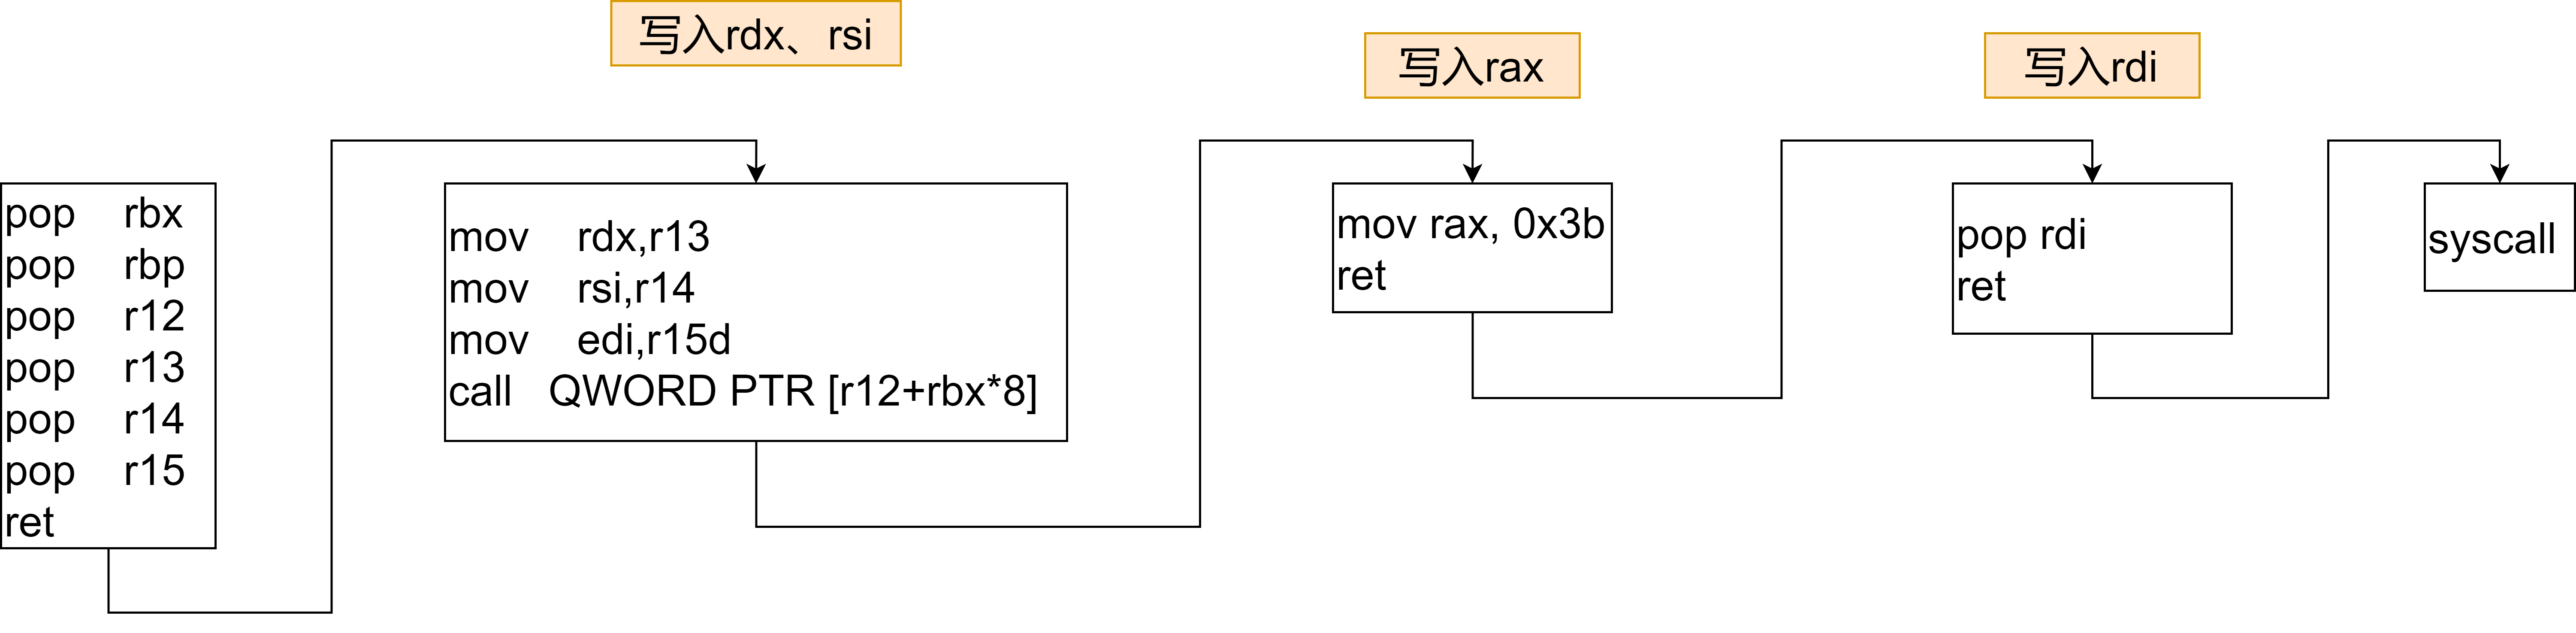 写入rdx、rsi
写入rax
写入rdi
pop rbx
pop rbp
pop r12
pop r13
pop r14
pop r15
ret
mov rdx,r13
mov rsi,r14
mov edi,r15d
call QWORD PTR [r12+rbx*8]
mov rax, 0x3b
ret
pop rdi
ret
syscall